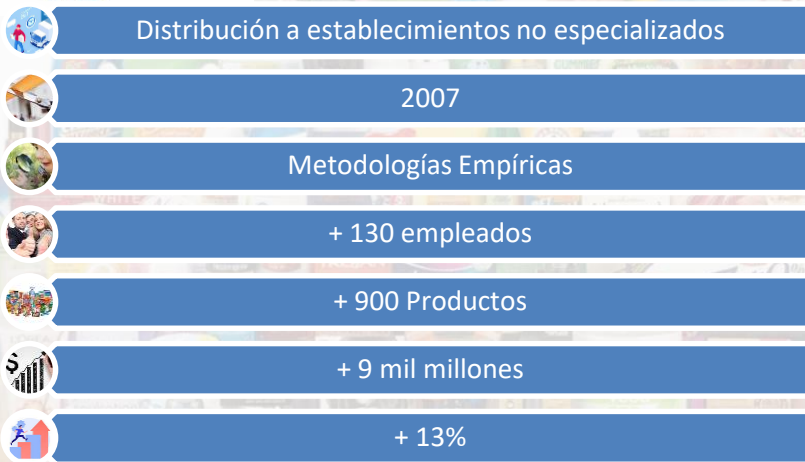 Distribución a establecimientos no especializados
2007
Metodologías Empíricas
+ 130 empleados
+ 900 Productos
+ 9 mil millones
+ 13%